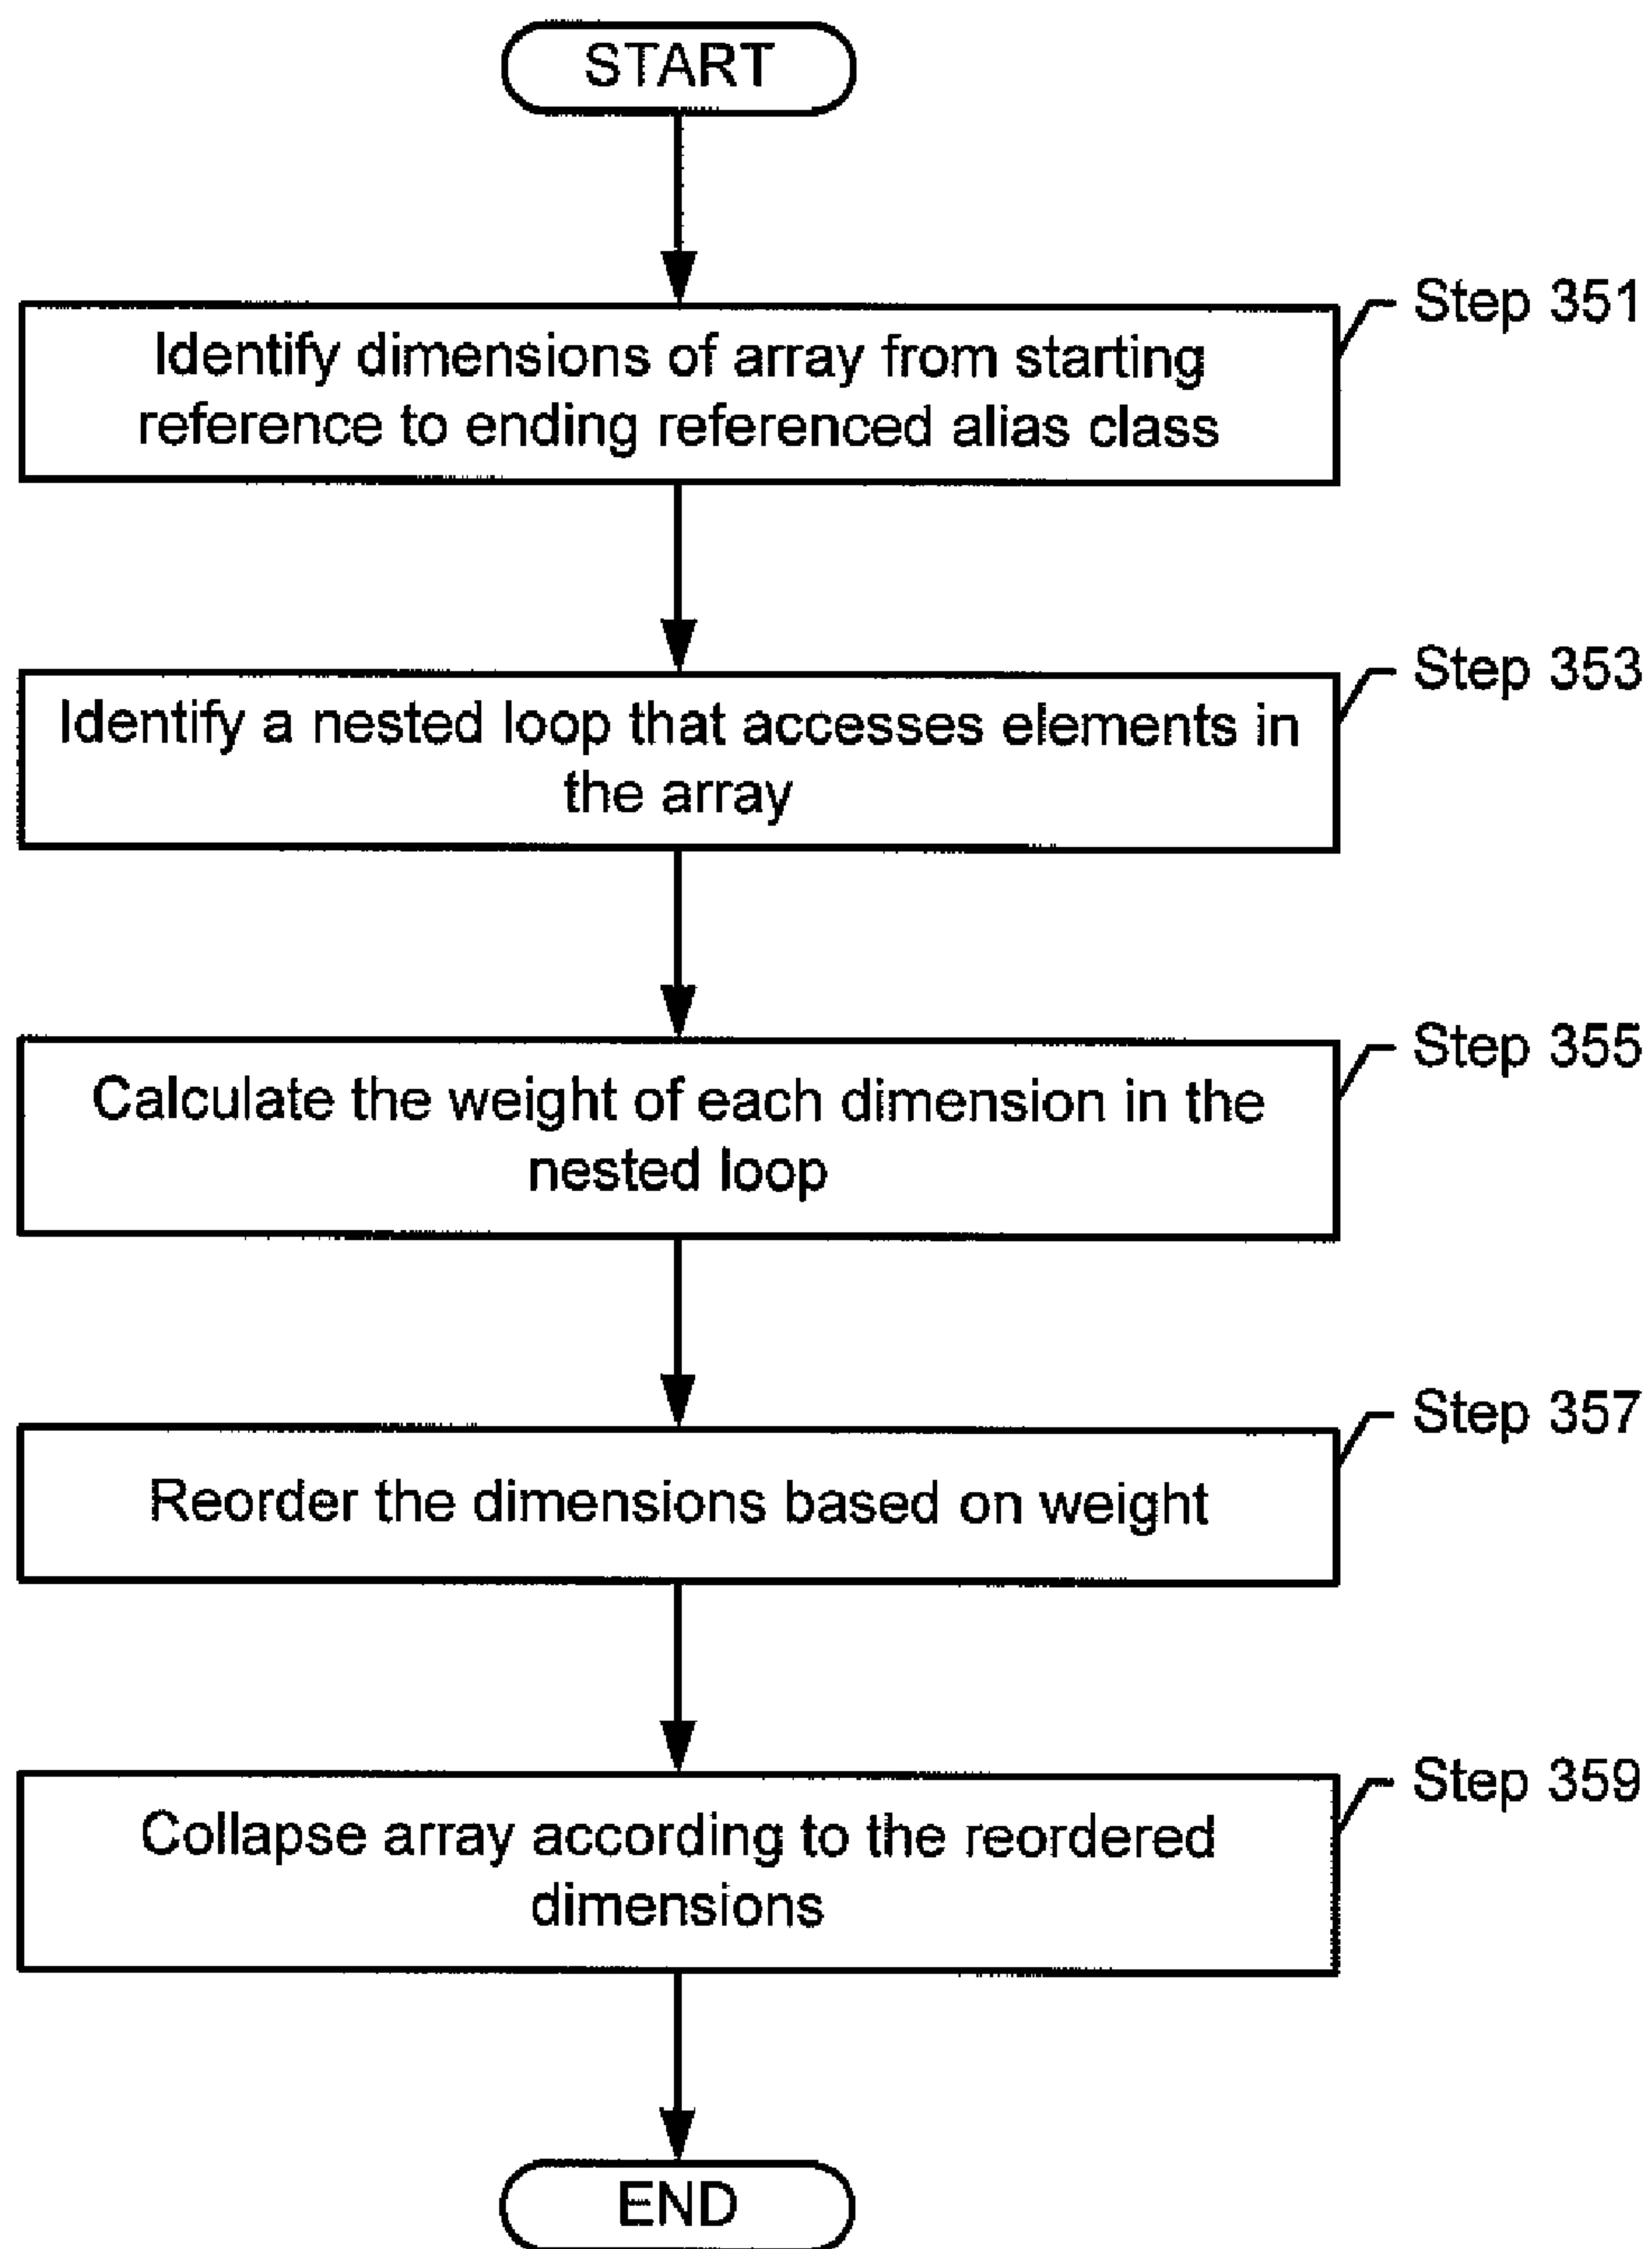 START
Step 351
Identify dimensions of array from starting
reference to ending referenced alias class
Step 353
Identify a nested loop that accesses elements in
the array
Step 355
Calculate the weight of each dimension in the
nested loop
Step 357
Reorder the dimensions based on weight
Step 359
Collapse array according to the reordered
dimensions
END